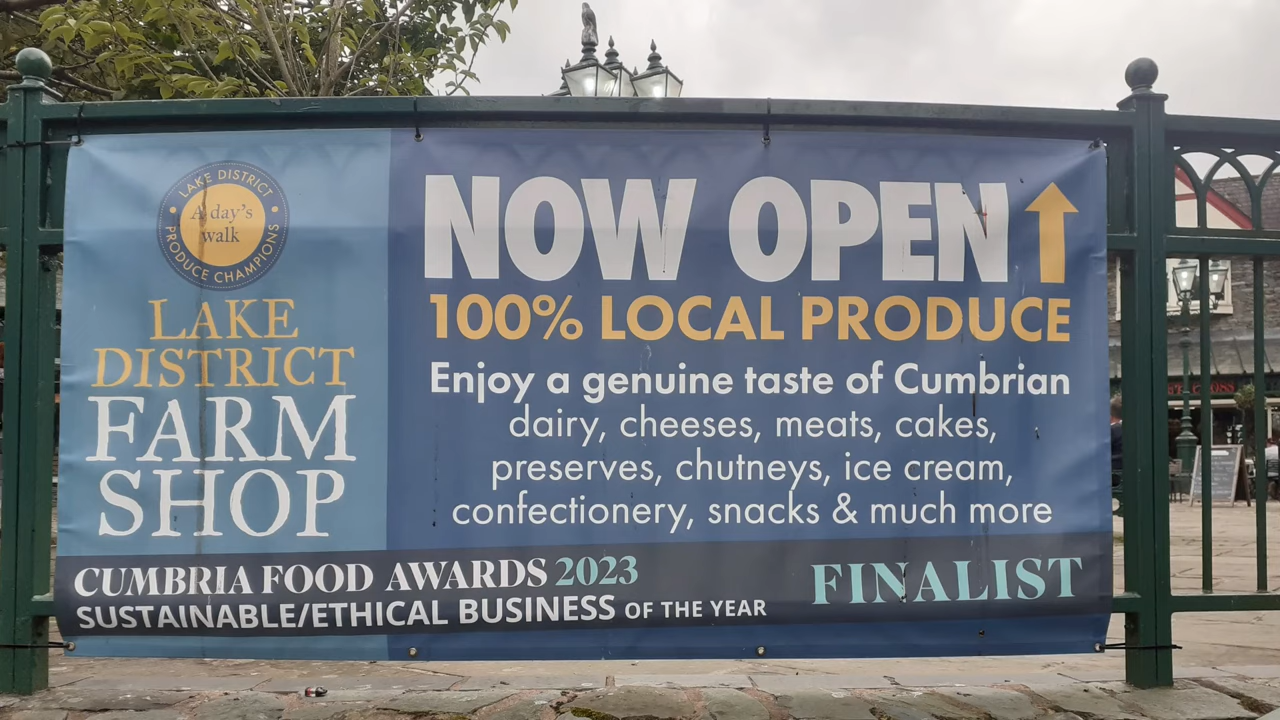 LAKE DISTRICT
A day's
walk
PRODUCE CHAMPIONS
LAKE
DISTRICT
FARM
SHOP
NOW OPEN
100% LOCAL PRODUCE
Enjoy a genuine taste of Cumbrian
dairy, cheeses, meats, cakes,
preserves, chutneys, ice cream,
confectionery, snacks & much more
CUMBRIA FOOD AWARDS 2023
SUSTAINABLE/ETHICAL BUSINESS OF THE YEAR
FINALIST